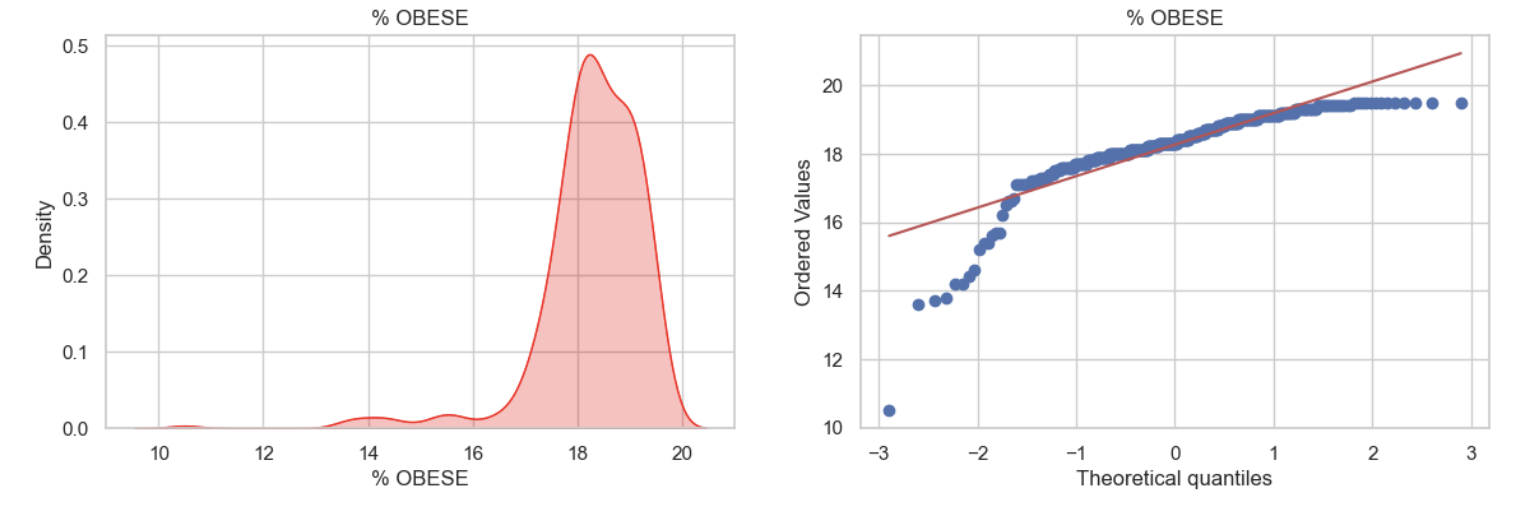 % OBESE
0.5
0.4
0.3
0.2
0.1
0.0
Density
10 12 14 16 18 20
% OBESE
% OBESE
20
18
16
14
12
10
Ordered Values
−3 −2 −1 0 1 2 3
Theoretical quantiles